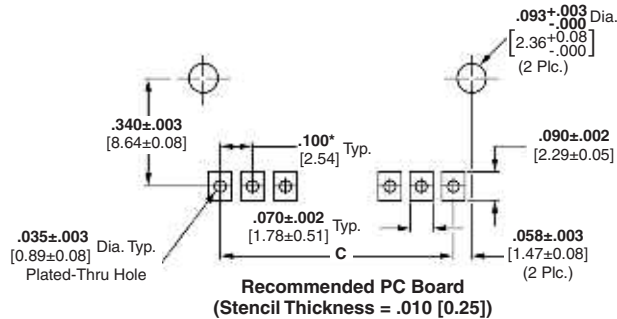 .093+.003 Dia.
-.000
[2.36+0.08
-.000]
(2 Plc.)
.340±.003
[8.64±0.08]
.100* Typ.
[2.54]
.090±.002
[2.29±0.05]
.070±.002 Typ.
[1.78±0.51]
.035±.003 Dia. Typ.
[0.89±0.08]
Plated-Thru Hole
C
.058±.003
[1.47±0.08]
(2 Plc.)
Recommended PC Board
(Stencil Thickness = .010 [0.25])